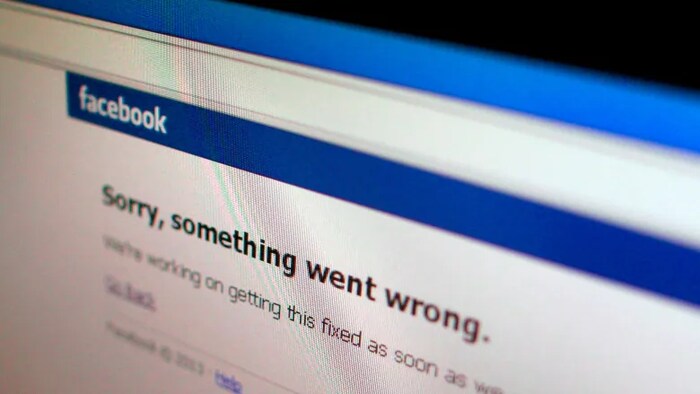 facebook
Sorry, something went wrong.
We're working on getting this fixed as soon as we
Go Back
Facebook © 2013 · Help